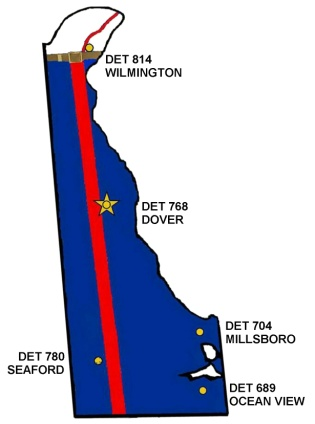 DET 814
WILMINGTON
DET 768
DOVER
DET 704
MILLSBORO
DET 780
SEAFORD
DET 689
OCEAN VIEW